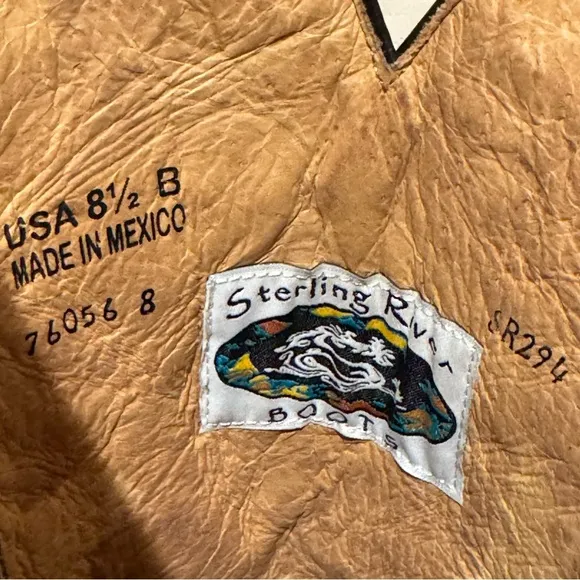 USA 8½ B
MADE IN MEXICO
76056 8
Sterling River
BOOTS
SR294